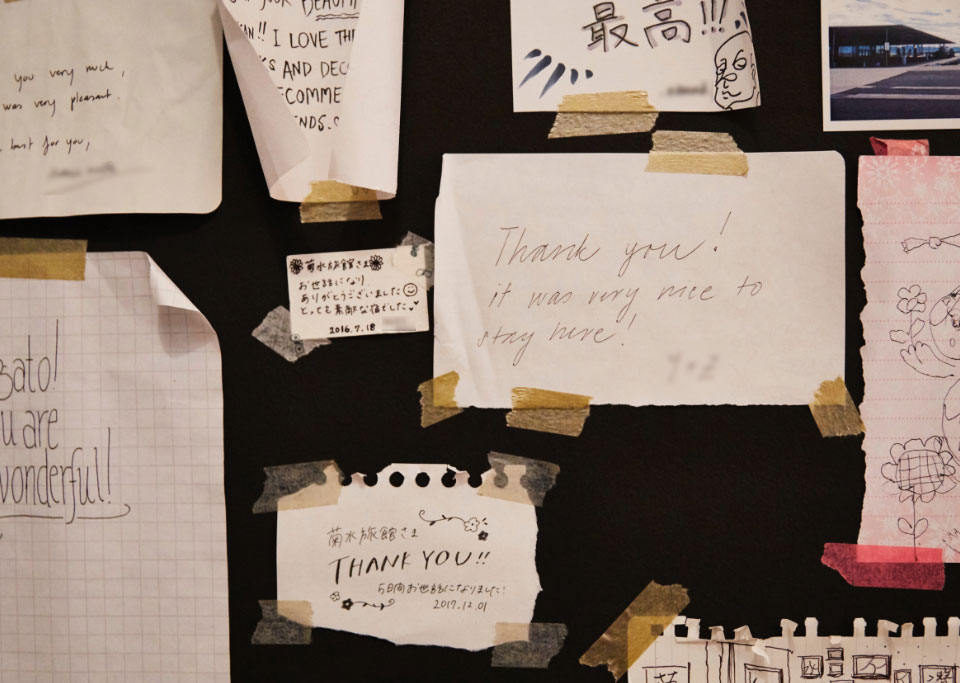 you very much,
was very pleasant.
best for you,
YOUR BEAUTI
I LOVE THI
AND DEC
ECOMME
NDS.
最高!!!
菊水旅館さま
お世話になり
ありがとうございました
とっても素敵な宿でした
2016.7.18
Thank you!
it was very nice to
stay here!
gato!
u are
wonderful!
菊水旅館さま
THANK YOU!!
5日間お世話になりました!
2017.12.01